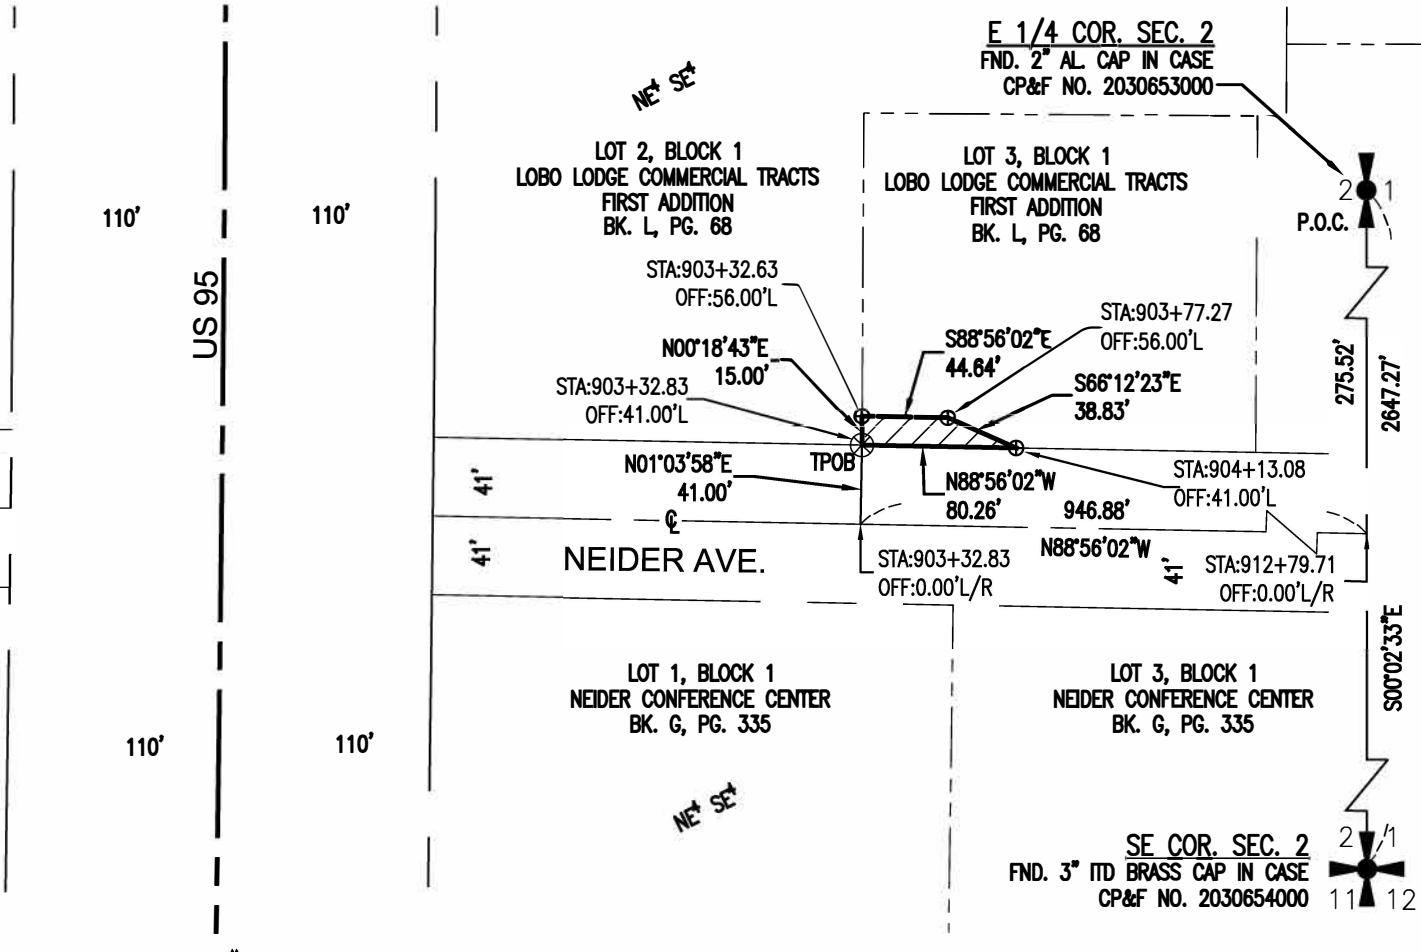 E 1/4 COR. SEC. 2
FND. 2" AL. CAP IN CASE
CP&F NO. 2030653000
NE⁴ SE⁴
LOT 2, BLOCK 1
LOBO LODGE COMMERCIAL TRACTS
FIRST ADDITION
BK. L, PG. 68
LOT 3, BLOCK 1
LOBO LODGE COMMERCIAL TRACTS
FIRST ADDITION
BK. L, PG. 68
2 1
P.O.C.
110'
110'
US 95
STA:903+32.63
OFF:56.00'L
STA:903+77.27
OFF:56.00'L
N00°18'43"E
15.00'
S88°56'02"E
44.64'
S66°12'23"E
38.83'
275.52'
2647.27'
STA:903+32.83
OFF:41.00'L
TPOB
N01°03'58"E
41.00'
N88°56'02"W
80.26'
946.88'
N88°56'02"W
STA:904+13.08
OFF:41.00'L
41'
41'
℄
NEIDER AVE.
STA:903+32.83
OFF:0.00'L/R
41'
STA:912+79.71
OFF:0.00'L/R
S00°02'33"E
LOT 1, BLOCK 1
NEIDER CONFERENCE CENTER
BK. G, PG. 335
LOT 3, BLOCK 1
NEIDER CONFERENCE CENTER
BK. G, PG. 335
110'
110'
NE⁴ SE⁴
SE COR. SEC. 2
FND. 3" ITD BRASS CAP IN CASE
CP&F NO. 2030654000
2 1
11 12